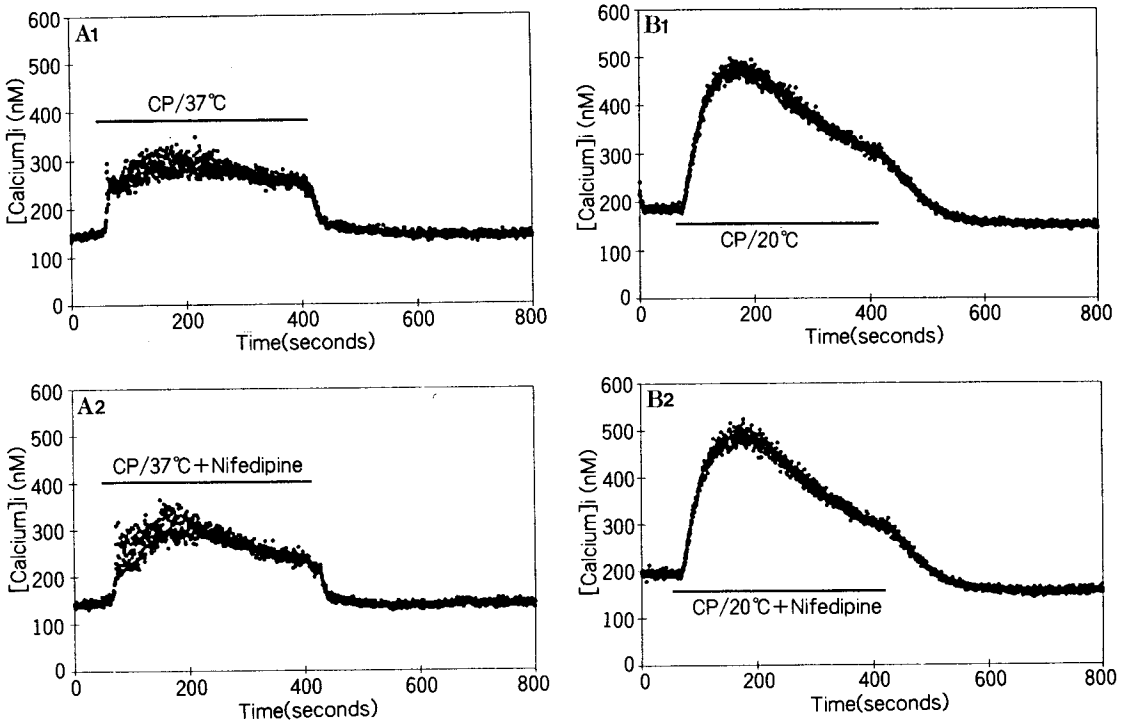 A1
[Calcium]i (nM)
600
500
400
300
200
100
0
CP/37℃
0 200 400 600 800
Time(seconds)
B1
[Calcium]i (nM)
600
500
400
300
200
100
0
CP/20℃
0 200 400 600 800
Time(seconds)
A2
[Calcium]i (nM)
600
500
400
300
200
100
0
CP/37℃+Nifedipine
0 200 400 600 800
Time(seconds)
B2
[Calcium]i (nM)
600
500
400
300
200
100
0
CP/20℃+Nifedipine
0 200 400 600 800
Time(seconds)